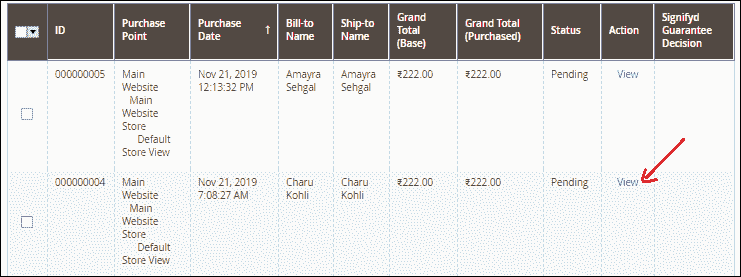 ID Purchase Point Purchase Date ↑ Bill-to Name Ship-to Name Grand Total (Base) Grand Total (Purchased) Status Action Signifyd Guarantee Decision
000000005 Main Nov 21, 2019 Amayra Amayra ₹222.00 ₹222.00 Pending View
Website 12:13:32 PM Sehgal Sehgal
Main
Website
Store
Default
Store View
000000004 Main Nov 21, 2019 Charu Charu ₹222.00 ₹222.00 Pending View
Website 7:08:27 AM Kohli Kohli
Main
Website
Store
Default
Store View